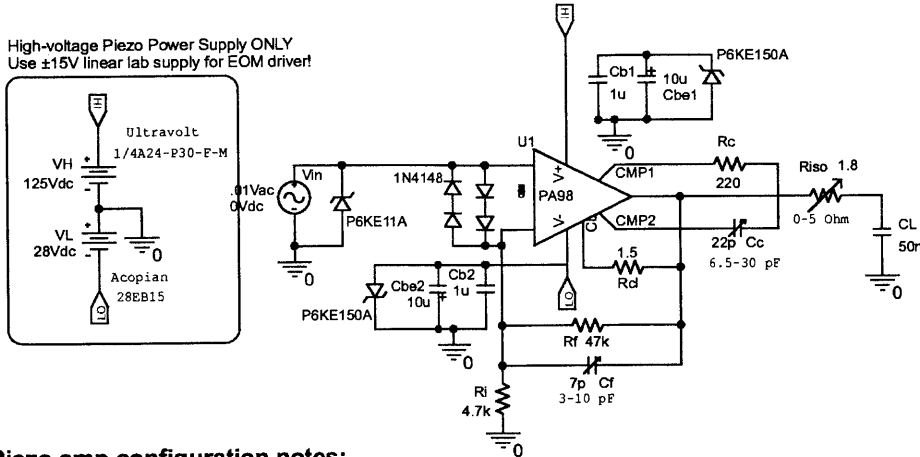 High-voltage Piezo Power Supply ONLY
Use ±15V linear lab supply for EOM driver!
HI
Ultravolt
1/4A24-P30-F-M
VH
125Vdc
VL
28Vdc
0
Acopian
28EB15
LO
HI
P6KE150A
Cb1
1u
10u
Cbe1
0
Vin
.01Vac
0Vdc
0
P6KE11A
1N4148
U1
V+
PA98
V-
CL
CMP1
CMP2
Rc
220
22p Cc
6.5-30 pF
Riso 1.8
0-5 Ohm
CL
50n
0
1.5
Rcl
LO
P6KE150A
Cbe2
10u
Cb2
1u
0
Rf 47k
7p Cf
3-10 pF
Ri
4.7k
0
Piezo amp configuration notes: